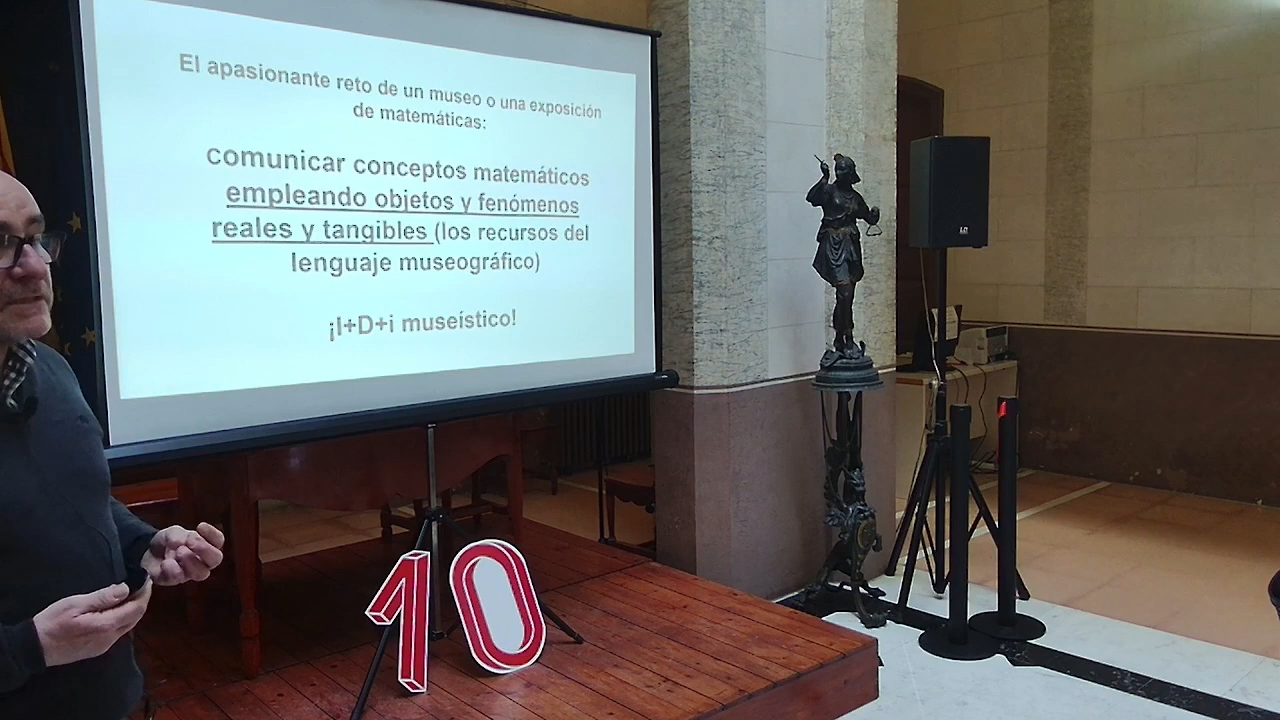 El apasionante reto de un museo o una exposición
de matemáticas:
comunicar conceptos matemáticos
empleando objetos y fenómenos
reales y tangibles (los recursos del
lenguaje museográfico)
¡I+D+i museístico!
10